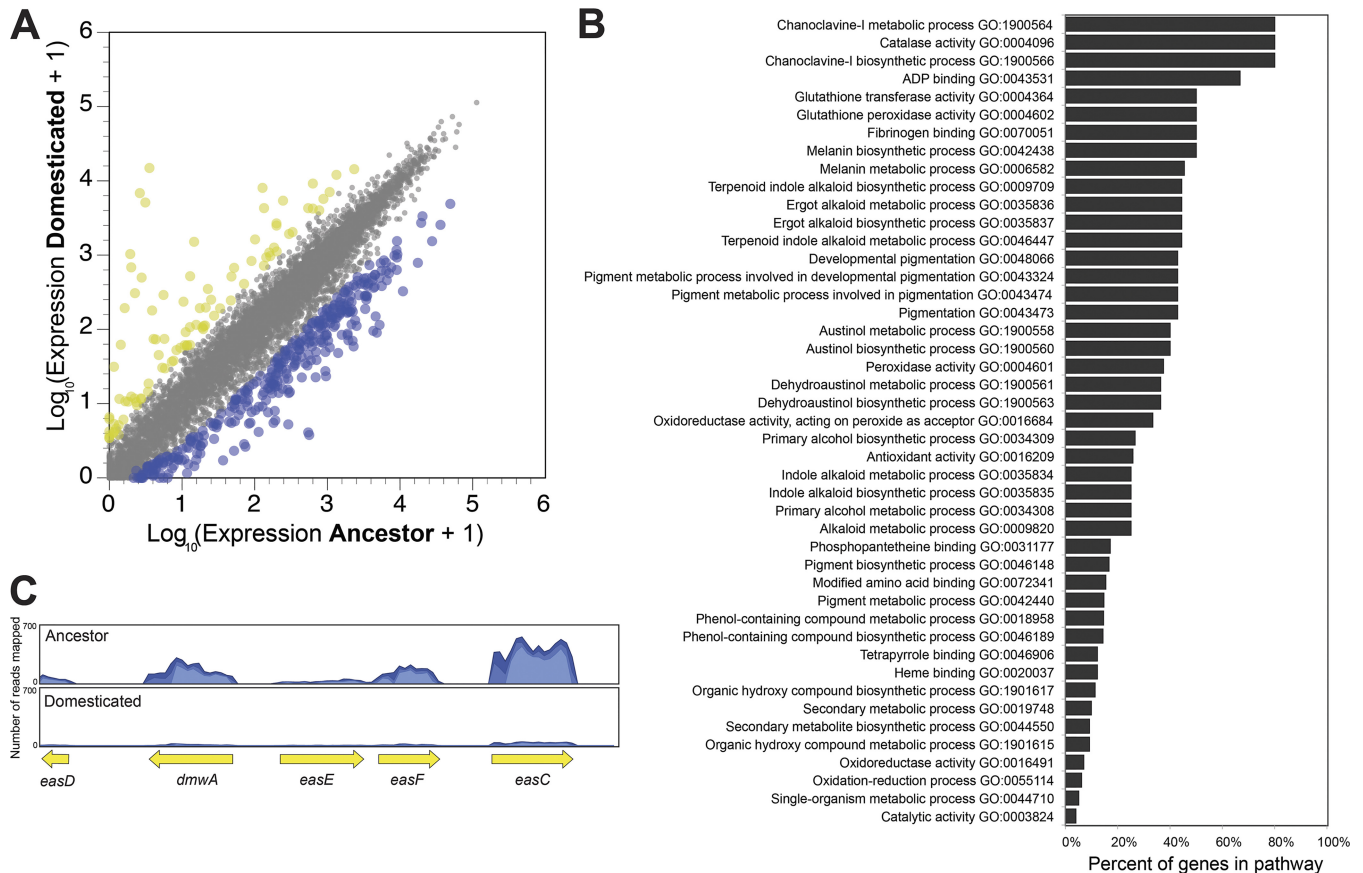 A
6
5
4
3
2
1
0
Log10(Expression Domesticated + 1)
0 1 2 3 4 5 6
Log10(Expression Ancestor + 1)
B
Chanoclavine-I metabolic process GO:1900564
Catalase activity GO:0004096
Chanoclavine-I biosynthetic process GO:1900566
ADP binding GO:0043531
Glutathione transferase activity GO:0004364
Glutathione peroxidase activity GO:0004602
Fibrinogen binding GO:0070051
Melanin biosynthetic process GO:0042438
Melanin metabolic process GO:0006582
Terpenoid indole alkaloid biosynthetic process GO:0009709
Ergot alkaloid metabolic process GO:0035836
Ergot alkaloid biosynthetic process GO:0035837
Terpenoid indole alkaloid metabolic process GO:0046447
Developmental pigmentation GO:0048066
Pigment metabolic process involved in developmental pigmentation GO:0043324
Pigment metabolic process involved in pigmentation GO:0043474
Pigmentation GO:0043473
Austinol metabolic process GO:1900558
Austinol biosynthetic process GO:1900560
Peroxidase activity GO:0004601
Dehydroaustinol metabolic process GO:1900561
Dehydroaustinol biosynthetic process GO:1900563
Oxidoreductase activity, acting on peroxide as acceptor GO:0016684
Primary alcohol biosynthetic process GO:0034309
Antioxidant activity GO:0016209
Indole alkaloid metabolic process GO:0035834
Indole alkaloid biosynthetic process GO:0035835
Primary alcohol metabolic process GO:0034308
Alkaloid metabolic process GO:0009820
Phosphopantetheine binding GO:0031177
Pigment biosynthetic process GO:0046148
Modified amino acid binding GO:0072341
Pigment metabolic process GO:0042440
Phenol-containing compound metabolic process GO:0018958
Phenol-containing compound biosynthetic process GO:0046189
Tetrapyrrole binding GO:0046906
Heme binding GO:0020037
Organic hydroxy compound biosynthetic process GO:1901617
Secondary metabolic process GO:0019748
Secondary metabolite biosynthetic process GO:0044550
Organic hydroxy compound metabolic process GO:1901615
Oxidoreductase activity GO:0016491
Oxidation-reduction process GO:0055114
Single-organism metabolic process GO:0044710
Catalytic activity GO:0003824
0% 20% 40% 60% 80% 100%
Percent of genes in pathway
C
Number of reads mapped
700
Ancestor
0
700
Domesticated
0
easD dmwA easE easF easC